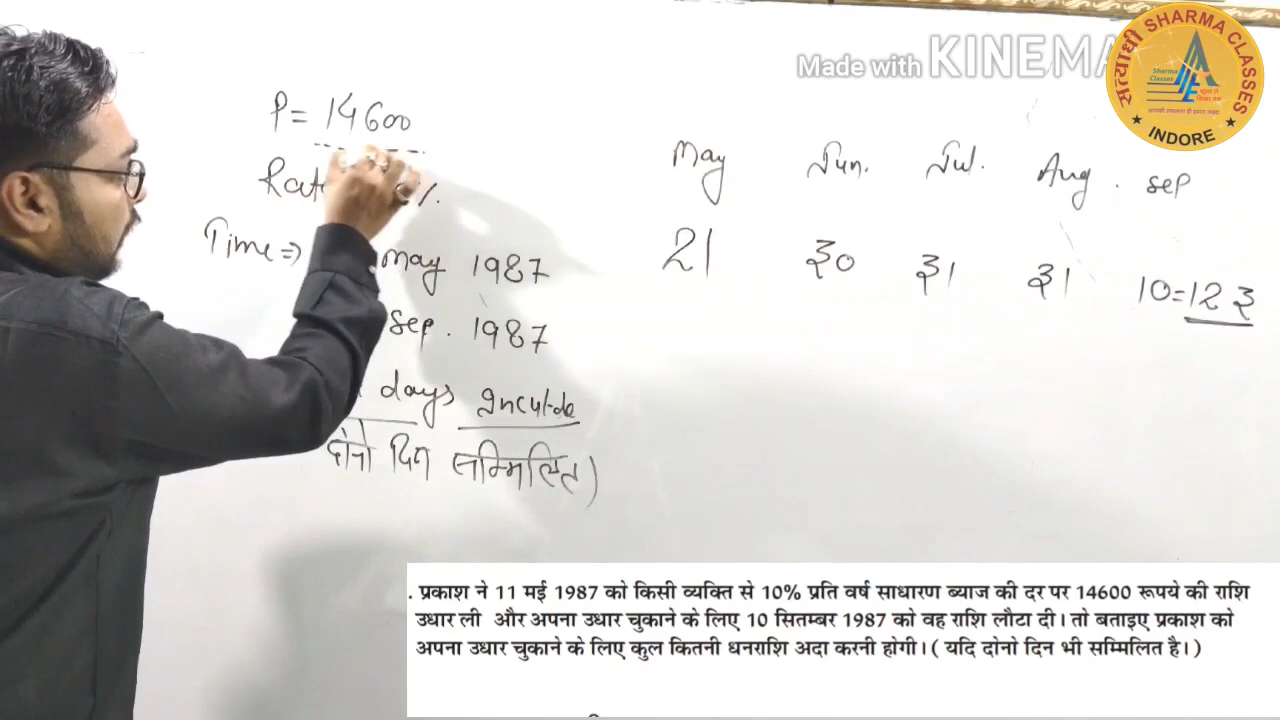 Made with KINEMA
सत्यार्थी SHARMA CLASSES
Sharma
Classes
INDORE
P = 14600
Rate %
Time ⇒ may 1987
sep. 1987
days
दोनो दिन सम्मिलित)
May Jun. Jul. Aug. sep
21 30 31 31 10=123
. प्रकाश ने 11 मई 1987 को किसी व्यक्ति से 10% प्रति वर्ष साधारण ब्याज की दर पर 14600 रूपये की राशि
उधार ली और अपना उधार चुकाने के लिए 10 सितम्बर 1987 को वह राशि लौटा दी। तो बताइए प्रकाश को
अपना उधार चुकाने के लिए कुल कितनी धनराशि अदा करनी होगी। ( यदि दोनो दिन भी सम्मिलित है। )